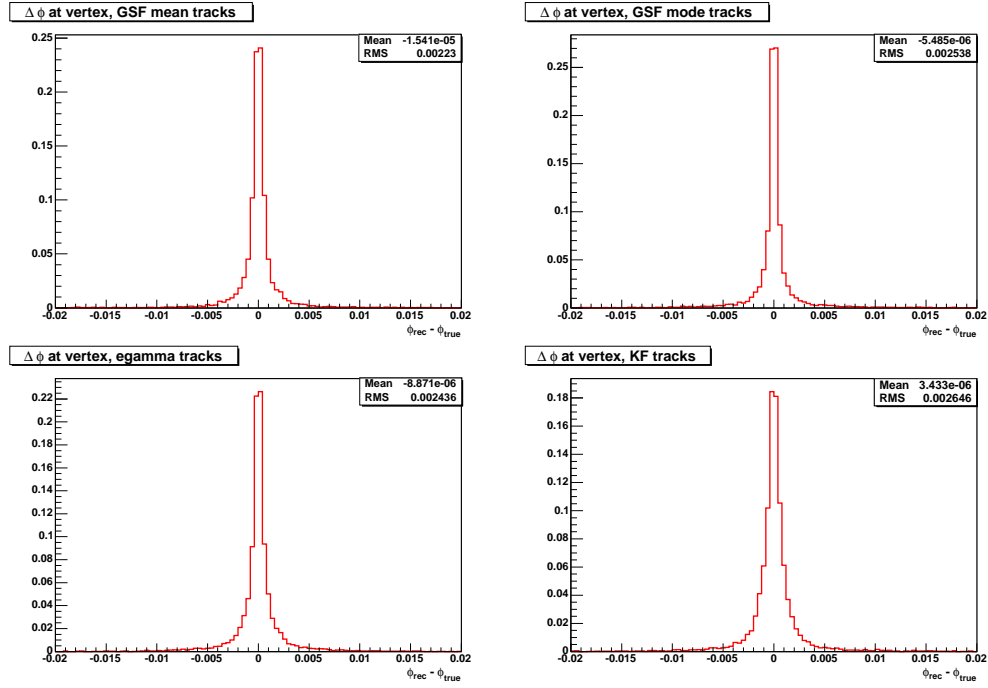 Δ φ at vertex, GSF mean tracks
Mean -1.541e-05
RMS 0.00223
0.25
0.2
0.15
0.1
0.05
0
-0.02 -0.015 -0.01 -0.005 0 0.005 0.01 0.015 0.02
φrec - φtrue
Δ φ at vertex, GSF mode tracks
Mean -5.485e-06
RMS 0.002538
0.25
0.2
0.15
0.1
0.05
0
-0.02 -0.015 -0.01 -0.005 0 0.005 0.01 0.015 0.02
φrec - φtrue
Δ φ at vertex, egamma tracks
Mean -8.871e-06
RMS 0.002436
0.22
0.2
0.18
0.16
0.14
0.12
0.1
0.08
0.06
0.04
0.02
0
-0.02 -0.015 -0.01 -0.005 0 0.005 0.01 0.015 0.02
φrec - φtrue
Δ φ at vertex, KF tracks
Mean 3.433e-06
RMS 0.002646
0.18
0.16
0.14
0.12
0.1
0.08
0.06
0.04
0.02
0
-0.02 -0.015 -0.01 -0.005 0 0.005 0.01 0.015 0.02
φrec - φtrue